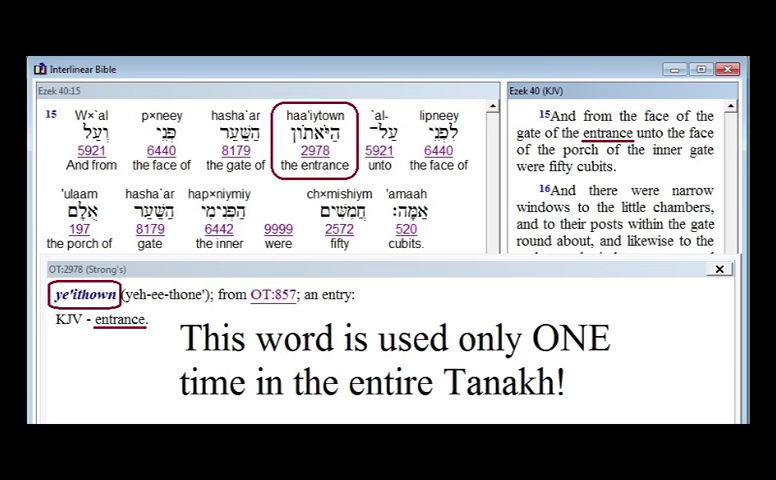 Interlinear Bible
Ezek 40:15
15 W×`al p×neey hasha`ar haa'iytown `al- lipneey
וְעַל פְּנֵי הַשַּׁעַר הַיֹּאתוֹן עַל־ לִפְנֵי
5921 6440 8179 2978 5921 6440
And from the face of the gate of the entrance unto the face of
'ulaam hasha`ar hap×niymiy ch×mishiym 'amaah
אֻלָם הַשַּׁעַר הַפְּנִימִי חֲמִשִּׁים אַמָּה׃
197 8179 6442 9999 2572 520
the porch of gate the inner were fifty cubits.
Ezek 40 (KJV)
15And from the face of the
gate of the entrance unto the face
of the porch of the inner gate
were fifty cubits.
16And there were narrow
windows to the little chambers,
and to their posts within the gate
round about, and likewise to the
OT:2978 (Strong's)
ye'ithown (yeh-ee-thone'); from OT:857; an entry:
KJV - entrance.
This word is used only ONE
time in the entire Tanakh!